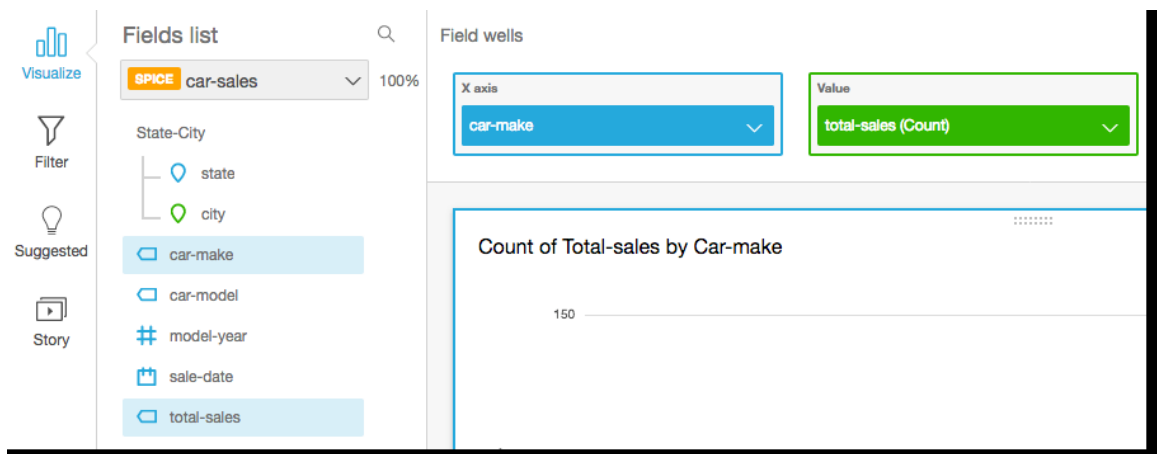 Visualize
Filter
Suggested
Story
Fields list
SPICE car-sales
100%
State-City
state
city
car-make
car-model
model-year
sale-date
total-sales
Field wells
X axis
car-make
Value
total-sales (Count)
Count of Total-sales by Car-make
150